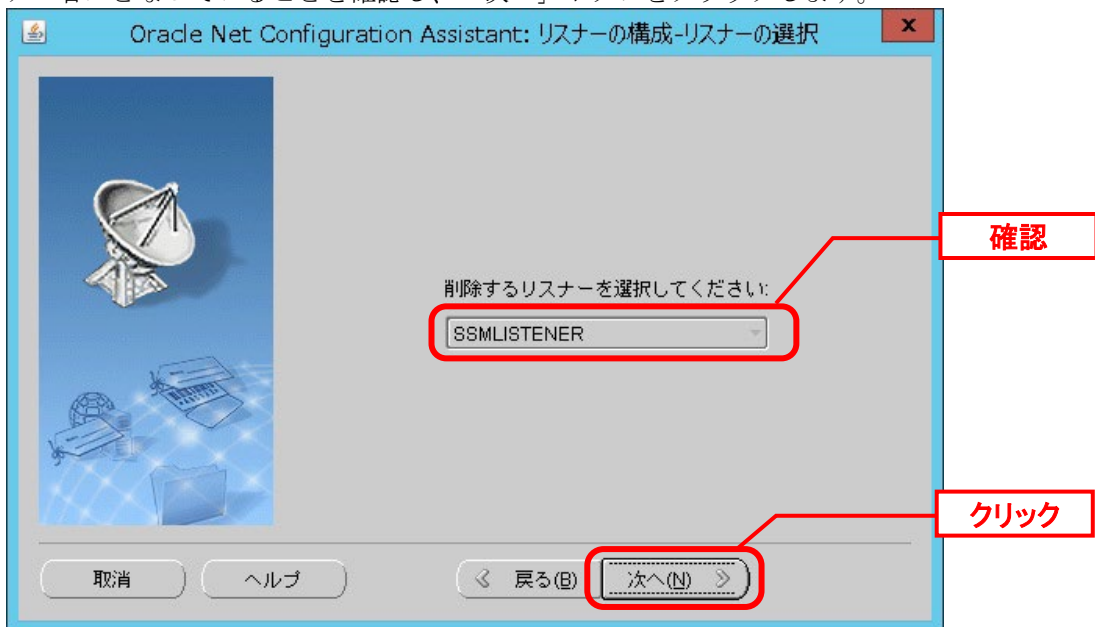 Oracle Net Configuration Assistant: リスナーの構成-リスナーの選択
x
確認
削除するリスナーを選択してください:
SSMLISTENER
クリック
取消
ヘルプ
戻る(B)
次へ(N)